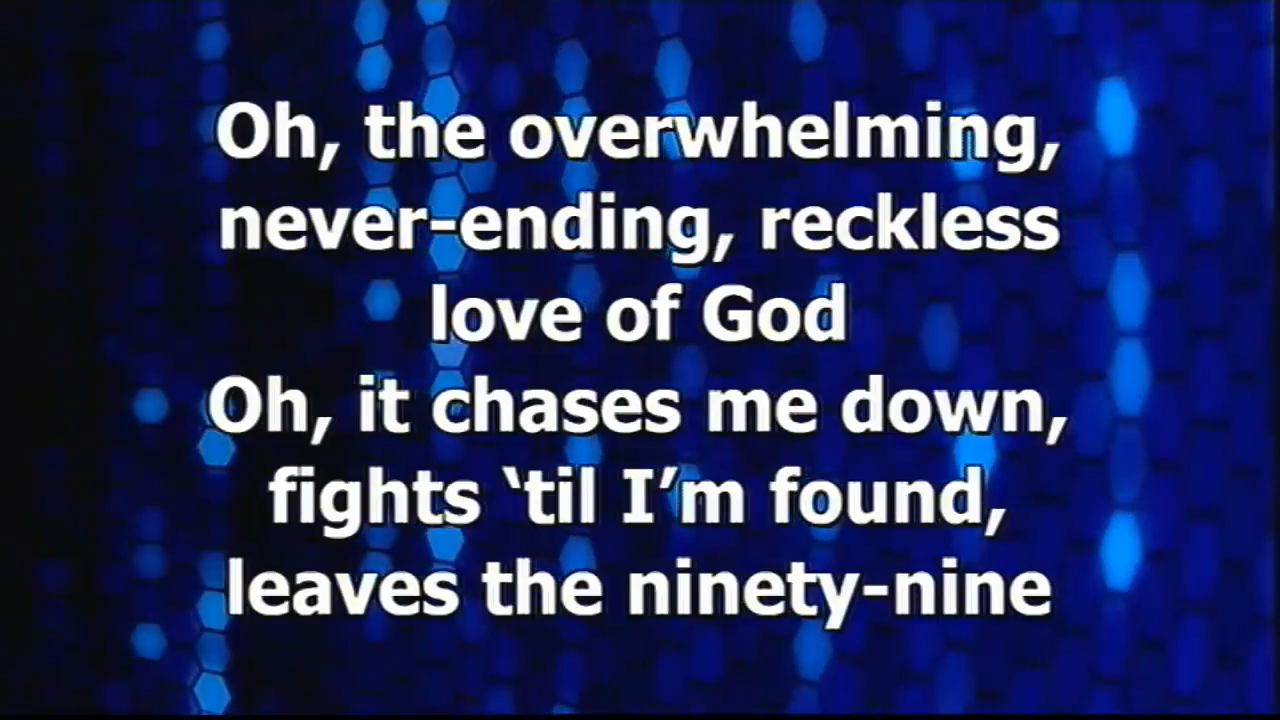 Oh, the overwhelming,
never-ending, reckless
love of God
Oh, it chases me down,
fights ‘til I’m found,
leaves the ninety-nine